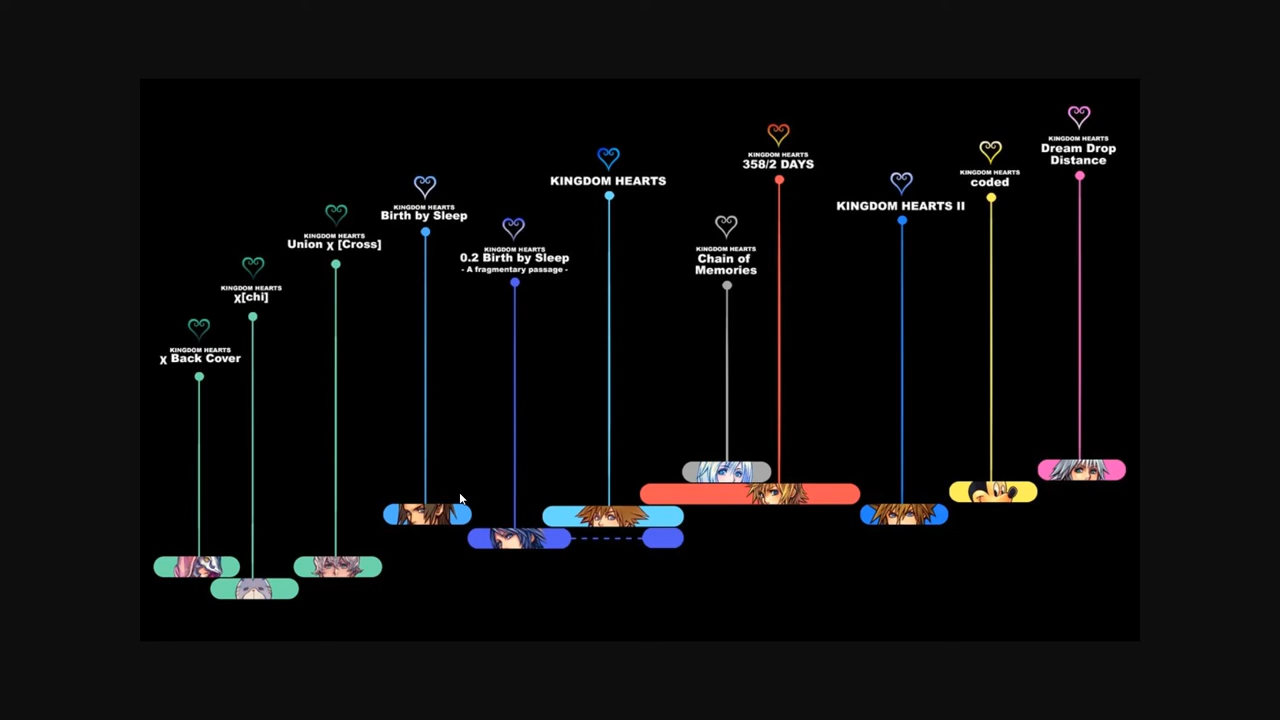 KINGDOM HEARTS
χ Back Cover
KINGDOM HEARTS
χ[chi]
KINGDOM HEARTS
Union χ [Cross]
KINGDOM HEARTS
Birth by Sleep
KINGDOM HEARTS
0.2 Birth by Sleep
- A fragmentary passage -
KINGDOM HEARTS
KINGDOM HEARTS
Chain of
Memories
KINGDOM HEARTS
358/2 DAYS
KINGDOM HEARTS II
KINGDOM HEARTS
coded
KINGDOM HEARTS
Dream Drop
Distance